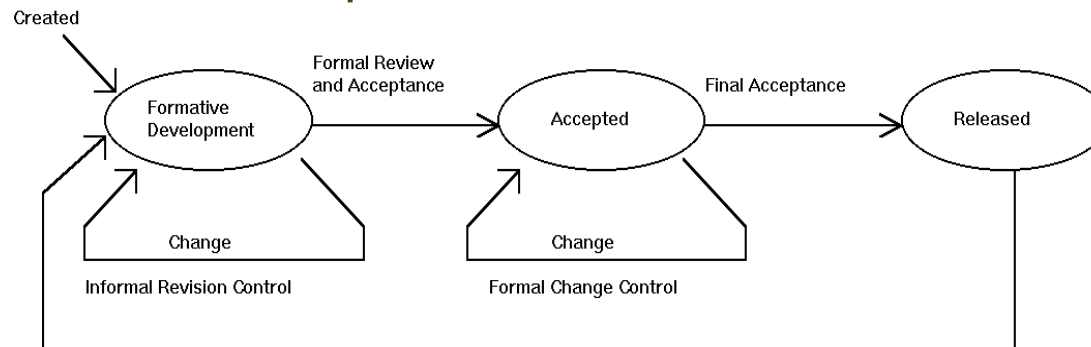 Created
Formal Review
and Acceptance
Final Acceptance
Formative
Development
Accepted
Released
Change
Change
Informal Revision Control
Formal Change Control